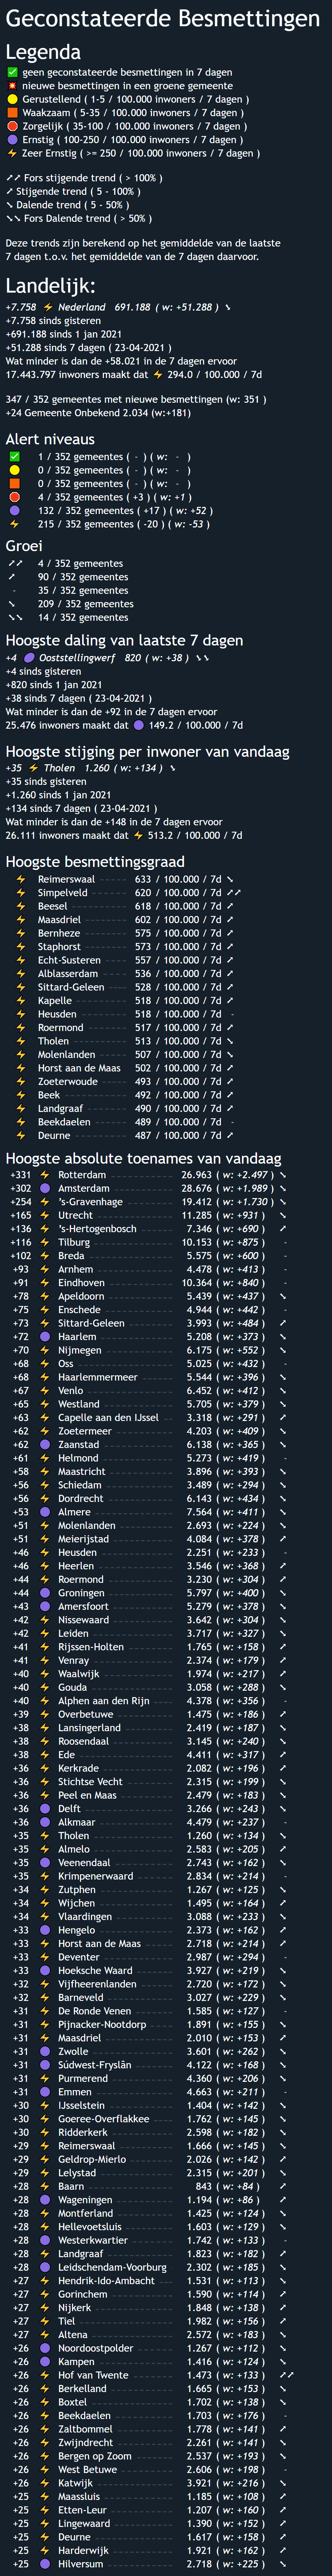 Geconstateerde Besmettingen
Legenda
✅ geen geconstateerde besmettingen in 7 dagen
💥 nieuwe besmettingen in een groene gemeente
🟡 Gerustellend ( 1-5 / 100.000 inwoners / 7 dagen )
🟧 Waakzaam ( 5-35 / 100.000 inwoners / 7 dagen )
🛑 Zorgelijk ( 35-100 / 100.000 inwoners / 7 dagen )
🟣 Ernstig ( 100-250 / 100.000 inwoners / 7 dagen )
⚡ Zeer Ernstig ( >= 250 / 100.000 inwoners / 7 dagen )
➚➚ Fors stijgende trend ( > 100% )
➚ Stijgende trend ( 5 - 100% )
➘ Dalende trend ( 5 - 50% )
➘➘ Fors Dalende trend ( > 50% )
Deze trends zijn berekend op het gemiddelde van de laatste
7 dagen t.o.v. het gemiddelde van de 7 dagen daarvoor.
Landelijk:
+7.758 ⚡ Nederland 691.188 ( w: +51.288 ) ➘
+7.758 sinds gisteren
+691.188 sinds 1 jan 2021
+51.288 sinds 7 dagen ( 23-04-2021 )
Wat minder is dan de +58.021 in de 7 dagen ervoor
17.443.797 inwoners maakt dat ⚡ 294.0 / 100.000 / 7d
347 / 352 gemeentes met nieuwe besmettingen (w: 351 )
+24 Gemeente Onbekend 2.034 (w:+181)
Alert niveaus
✅ 1 / 352 gemeentes ( - ) ( w: - )
🟡 0 / 352 gemeentes ( - ) ( w: - )
🟧 0 / 352 gemeentes ( - ) ( w: - )
🛑 4 / 352 gemeentes ( +3 ) ( w: +1 )
🟣 132 / 352 gemeentes ( +17 ) ( w: +52 )
⚡ 215 / 352 gemeentes ( -20 ) ( w: -53 )
Groei
➚➚ 4 / 352 gemeentes
➚ 90 / 352 gemeentes
- 35 / 352 gemeentes
➘ 209 / 352 gemeentes
➘➘ 14 / 352 gemeentes
Hoogste daling van laatste 7 dagen
+4 🟣 Ooststellingwerf 820 ( w: +38 ) ➘➘
+4 sinds gisteren
+820 sinds 1 jan 2021
+38 sinds 7 dagen ( 23-04-2021 )
Wat minder is dan de +92 in de 7 dagen ervoor
25.476 inwoners maakt dat 🟣 149.2 / 100.000 / 7d
Hoogste stijging per inwoner van vandaag
+35 ⚡ Tholen 1.260 ( w: +134 ) ➘
+35 sinds gisteren
+1.260 sinds 1 jan 2021
+134 sinds 7 dagen ( 23-04-2021 )
Wat minder is dan de +148 in de 7 dagen ervoor
26.111 inwoners maakt dat ⚡ 513.2 / 100.000 / 7d
Hoogste besmettingsgraad
⚡ Reimerswaal 633 / 100.000 / 7d ➘
⚡ Simpelveld 620 / 100.000 / 7d ➚➚
⚡ Beesel 618 / 100.000 / 7d ➚
⚡ Maasdriel 602 / 100.000 / 7d ➚
⚡ Bernheze 575 / 100.000 / 7d ➚
⚡ Staphorst 573 / 100.000 / 7d ➚
⚡ Echt-Susteren 557 / 100.000 / 7d ➚
⚡ Alblasserdam 536 / 100.000 / 7d ➚
⚡ Sittard-Geleen 528 / 100.000 / 7d ➚
⚡ Kapelle 518 / 100.000 / 7d ➚
⚡ Heusden 518 / 100.000 / 7d -
⚡ Roermond 517 / 100.000 / 7d ➚
⚡ Tholen 513 / 100.000 / 7d ➘
⚡ Molenlanden 507 / 100.000 / 7d ➘
⚡ Horst aan de Maas 502 / 100.000 / 7d ➚
⚡ Zoeterwoude 493 / 100.000 / 7d ➚
⚡ Beek 492 / 100.000 / 7d ➚
⚡ Landgraaf 490 / 100.000 / 7d ➚
⚡ Beekdaelen 489 / 100.000 / 7d -
⚡ Deurne 487 / 100.000 / 7d ➚
Hoogste absolute toenames van vandaag
+331 ⚡ Rotterdam 26.963 ( w: +2.497 ) ➘
+302 🟣 Amsterdam 28.676 ( w: +1.989 ) ➘
+254 ⚡ 's-Gravenhage 19.412 ( w: +1.730 ) ➘
+165 ⚡ Utrecht 11.285 ( w: +931 ) ➘
+136 ⚡ 's-Hertogenbosch 7.346 ( w: +690 ) ➚
+116 ⚡ Tilburg 10.153 ( w: +875 ) -
+102 ⚡ Breda 5.575 ( w: +600 ) -
+93 ⚡ Arnhem 4.478 ( w: +413 ) -
+91 ⚡ Eindhoven 10.364 ( w: +840 ) -
+78 ⚡ Apeldoorn 5.439 ( w: +437 ) ➘
+75 ⚡ Enschede 4.944 ( w: +442 ) -
+73 ⚡ Sittard-Geleen 3.993 ( w: +484 ) ➚
+72 🟣 Haarlem 5.208 ( w: +373 ) ➘
+70 ⚡ Nijmegen 6.175 ( w: +552 ) ➘
+68 ⚡ Oss 5.025 ( w: +432 ) -
+68 ⚡ Haarlemmermeer 5.544 ( w: +396 ) ➘
+67 ⚡ Venlo 6.452 ( w: +412 ) ➘
+65 ⚡ Westland 5.705 ( w: +379 ) ➘
+63 ⚡ Capelle aan den IJssel 3.318 ( w: +291 ) ➚
+62 ⚡ Zoetermeer 4.203 ( w: +409 ) ➘
+62 🟣 Zaanstad 6.138 ( w: +365 ) ➘
+61 ⚡ Helmond 5.273 ( w: +419 ) -
+58 ⚡ Maastricht 3.896 ( w: +393 ) ➘
+56 ⚡ Schiedam 3.489 ( w: +294 ) ➘
+56 ⚡ Dordrecht 6.143 ( w: +434 ) ➘
+53 🟣 Almere 7.564 ( w: +411 ) ➘
+51 ⚡ Molenlanden 2.693 ( w: +224 ) ➘
+51 ⚡ Meierijstad 4.084 ( w: +378 ) ➚
+46 ⚡ Heusden 2.251 ( w: +233 ) -
+46 ⚡ Heerlen 3.546 ( w: +368 ) ➚
+44 ⚡ Roermond 3.230 ( w: +304 ) ➚
+44 🟣 Groningen 5.797 ( w: +400 ) ➘
+43 🟣 Amersfoort 5.279 ( w: +378 ) ➘
+42 ⚡ Nissewaard 3.642 ( w: +304 ) ➘
+42 ⚡ Leiden 3.717 ( w: +327 ) ➘
+41 ⚡ Rijssen-Holten 1.765 ( w: +158 ) ➚
+41 ⚡ Venray 2.374 ( w: +179 ) ➚
+40 ⚡ Waalwijk 1.974 ( w: +217 ) ➚
+40 ⚡ Gouda 3.058 ( w: +288 ) ➘
+40 ⚡ Alphen aan den Rijn 4.378 ( w: +356 ) -
+39 ⚡ Overbetuwe 1.475 ( w: +186 ) ➚
+38 ⚡ Lansingerland 2.419 ( w: +187 ) ➘
+38 ⚡ Roosendaal 3.145 ( w: +240 ) ➘
+38 ⚡ Ede 4.411 ( w: +317 ) ➚
+36 ⚡ Kerkrade 2.082 ( w: +196 ) ➚
+36 ⚡ Stichtse Vecht 2.315 ( w: +199 ) ➘
+36 ⚡ Peel en Maas 2.479 ( w: +183 ) ➘
+36 🟣 Delft 3.266 ( w: +243 ) ➘
+36 🟣 Alkmaar 4.479 ( w: +237 ) -
+35 ⚡ Tholen 1.260 ( w: +134 ) ➘
+35 ⚡ Almelo 2.583 ( w: +205 ) ➚
+35 🟣 Veenendaal 2.743 ( w: +162 ) ➘
+35 ⚡ Krimpenerwaard 2.834 ( w: +214 ) -
+34 ⚡ Zutphen 1.267 ( w: +125 ) ➘
+34 ⚡ Wijchen 1.495 ( w: +164 ) ➚
+34 ⚡ Vlaardingen 3.088 ( w: +233 ) ➘
+33 🟣 Hengelo 2.373 ( w: +162 ) ➚
+33 ⚡ Horst aan de Maas 2.718 ( w: +214 ) ➚
+33 ⚡ Deventer 2.987 ( w: +294 ) -
+33 🟣 Hoeksche Waard 3.927 ( w: +219 ) ➘
+32 ⚡ Vijfheerenlanden 2.720 ( w: +172 ) ➘
+32 ⚡ Barneveld 3.027 ( w: +229 ) ➘
+31 ⚡ De Ronde Venen 1.585 ( w: +127 ) -
+31 ⚡ Pijnacker-Nootdorp 1.891 ( w: +155 ) ➘
+31 ⚡ Maasdriel 2.010 ( w: +153 ) ➚
+31 🟣 Zwolle 3.601 ( w: +262 ) ➘
+31 🟣 Súdwest-Fryslân 4.122 ( w: +168 ) ➘
+31 ⚡ Purmerend 4.360 ( w: +206 ) ➘
+31 🟣 Emmen 4.663 ( w: +211 ) -
+30 ⚡ IJsselstein 1.404 ( w: +142 ) ➘
+30 ⚡ Goeree-Overflakkee 1.762 ( w: +145 ) ➘
+30 ⚡ Ridderkerk 2.598 ( w: +182 ) ➘
+29 ⚡ Reimerswaal 1.666 ( w: +145 ) ➘
+29 ⚡ Geldrop-Mierlo 2.026 ( w: +142 ) ➚
+29 ⚡ Lelystad 2.315 ( w: +201 ) ➘
+28 ⚡ Baarn 843 ( w: +84 ) ➚
+28 🟣 Wageningen 1.194 ( w: +86 ) ➚
+28 ⚡ Montferland 1.425 ( w: +124 ) ➘
+28 ⚡ Hellevoetsluis 1.603 ( w: +129 ) ➘
+28 🟣 Westerkwartier 1.742 ( w: +133 ) -
+28 ⚡ Landgraaf 1.823 ( w: +182 ) ➚
+28 🟣 Leidschendam-Voorburg 2.302 ( w: +185 ) ➘
+27 ⚡ Hendrik-Ido-Ambacht 1.531 ( w: +113 ) ➘
+27 ⚡ Gorinchem 1.590 ( w: +114 ) ➚
+27 ⚡ Nijkerk 1.848 ( w: +138 ) ➚
+27 ⚡ Tiel 1.982 ( w: +156 ) ➚
+27 ⚡ Altena 2.572 ( w: +183 ) ➘
+26 🟣 Noordoostpolder 1.267 ( w: +112 ) ➘
+26 🟣 Kampen 1.416 ( w: +124 ) ➘
+26 ⚡ Hof van Twente 1.473 ( w: +133 ) ➚➚
+26 ⚡ Berkelland 1.665 ( w: +153 ) ➘
+26 ⚡ Boxtel 1.702 ( w: +138 ) ➘
+26 ⚡ Beekdaelen 1.703 ( w: +176 ) -
+26 ⚡ Zaltbommel 1.778 ( w: +141 ) ➚
+26 ⚡ Zwijndrecht 2.261 ( w: +141 ) ➘
+26 ⚡ Bergen op Zoom 2.537 ( w: +193 ) ➘
+26 ⚡ West Betuwe 2.606 ( w: +198 ) -
+26 ⚡ Katwijk 3.921 ( w: +216 ) ➘
+25 ⚡ Maassluis 1.185 ( w: +108 ) ➚
+25 ⚡ Etten-Leur 1.207 ( w: +160 ) ➚
+25 ⚡ Lingewaard 1.390 ( w: +152 ) ➚
+25 ⚡ Deurne 1.617 ( w: +158 ) ➚
+25 ⚡ Harderwijk 1.921 ( w: +162 ) ➚
+25 🟣 Hilversum 2.718 ( w: +225 ) ➘